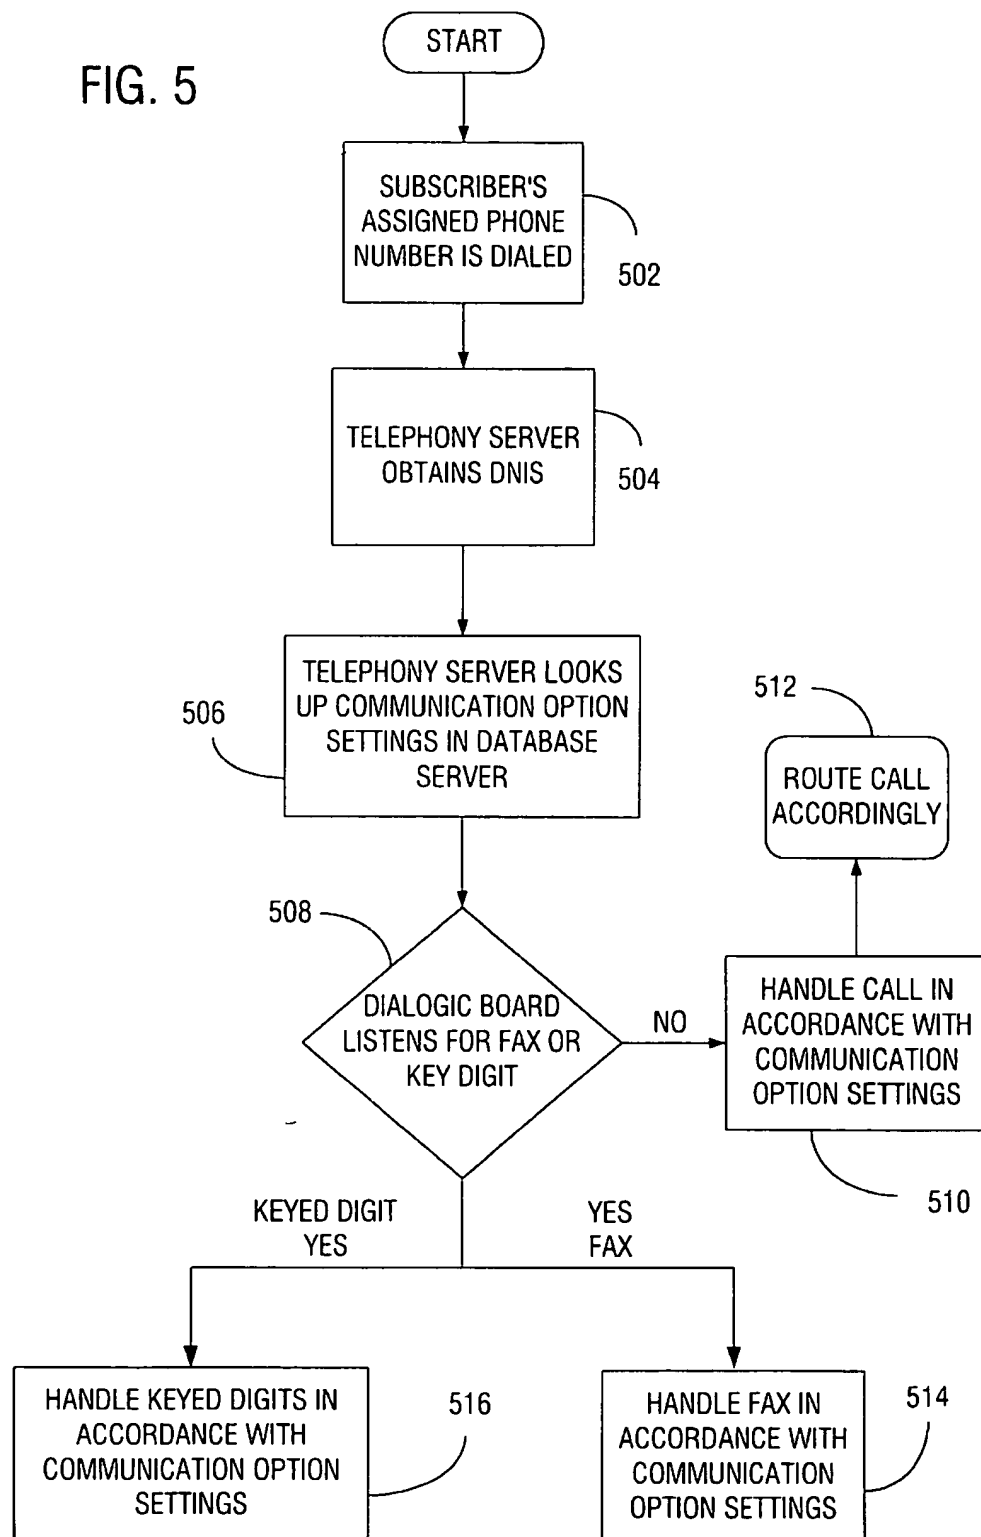 START
FIG. 5
SUBSCRIBER'S
ASSIGNED PHONE
NUMBER IS DIALED
502
TELEPHONY SERVER
OBTAINS DNIS
504
TELEPHONY SERVER LOOKS
UP COMMUNICATION OPTION
SETTINGS IN DATABASE
SERVER
506
512
ROUTE CALL
ACCORDINGLY
508
DIALOGIC BOARD
LISTENS FOR FAX OR
KEY DIGIT
NO
HANDLE CALL IN
ACCORDANCE WITH
COMMUNICATION
OPTION SETTINGS
510
KEYED DIGIT
YES
YES
FAX
HANDLE KEYED DIGITS IN
ACCORDANCE WITH
COMMUNICATION OPTION
SETTINGS
516
HANDLE FAX IN
ACCORDANCE WITH
COMMUNICATION
OPTION SETTINGS
514